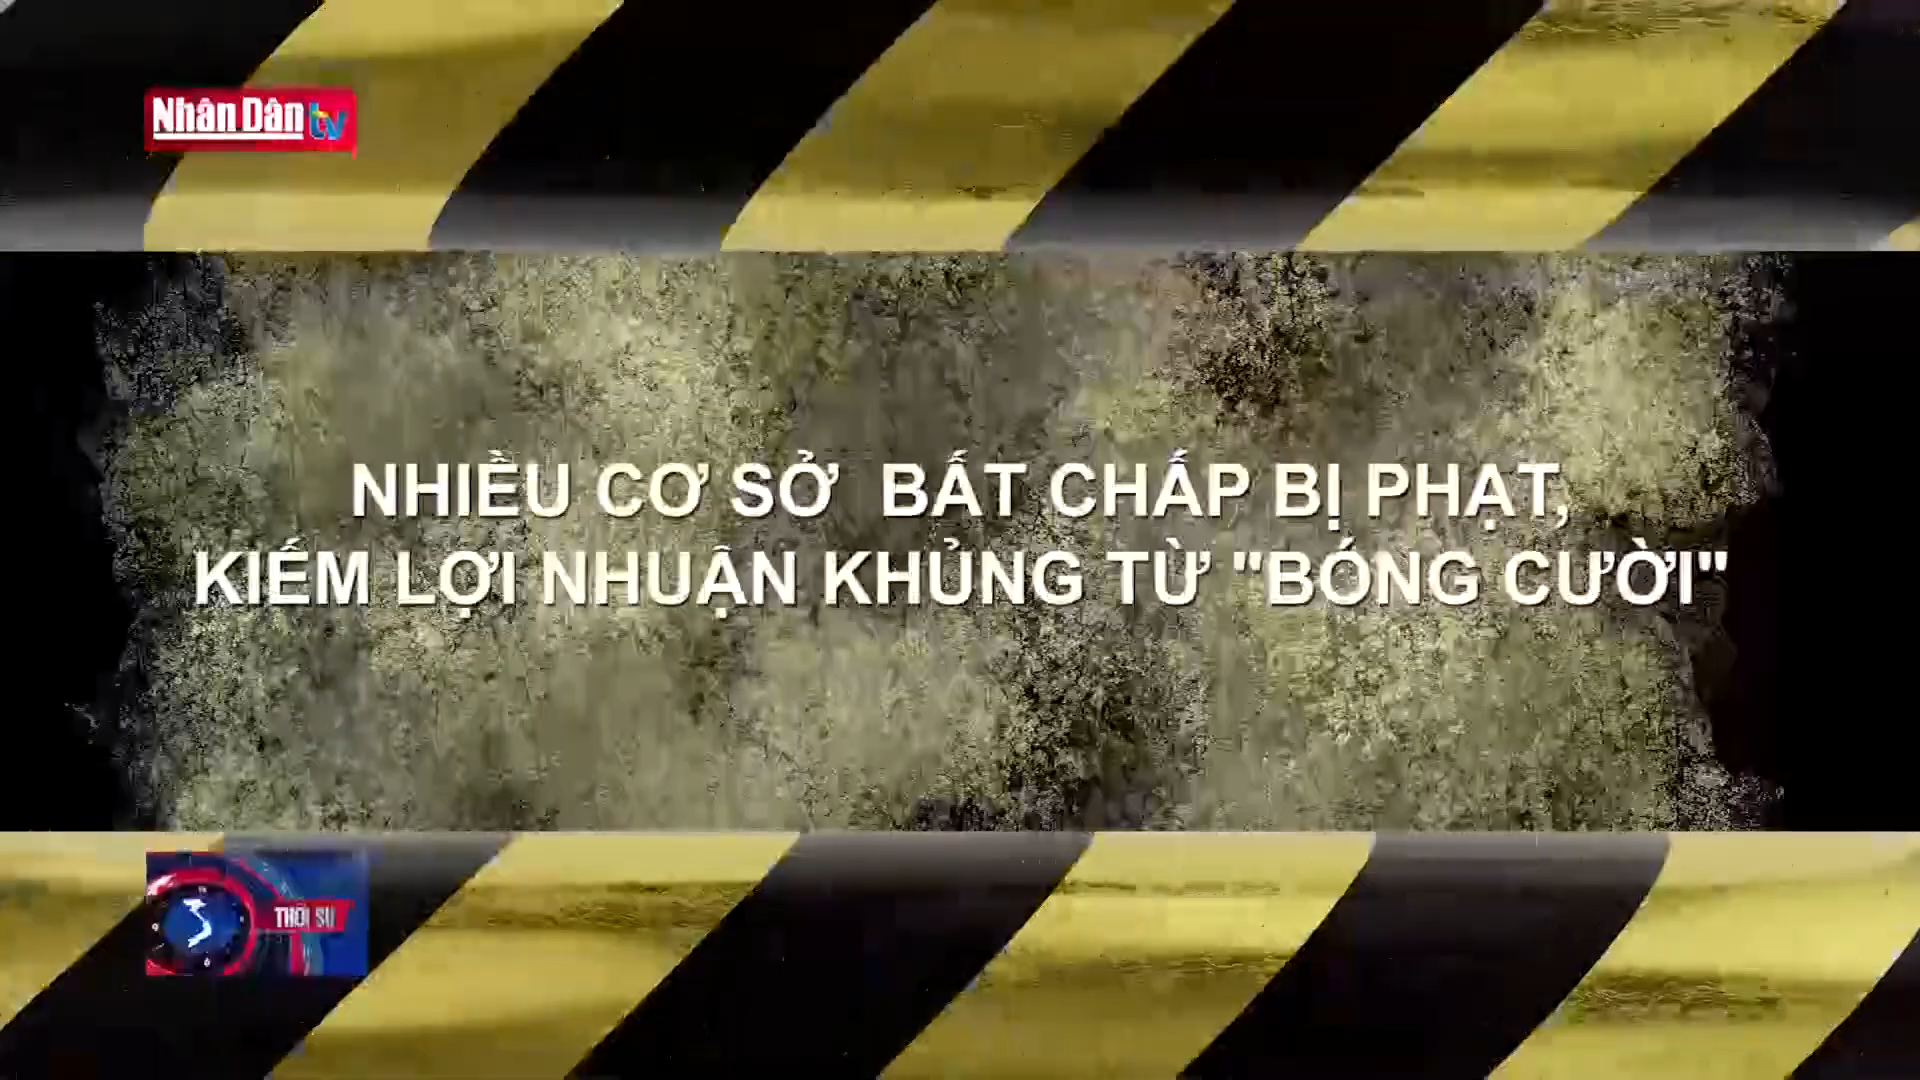 Nhân Dân tv
NHIỀU CƠ SỞ  BẤT CHẤP BỊ PHẠT,
KIẾM LỢI NHUẬN KHỦNG TỪ "BÓNG CƯỜI"
THỜI SỰ